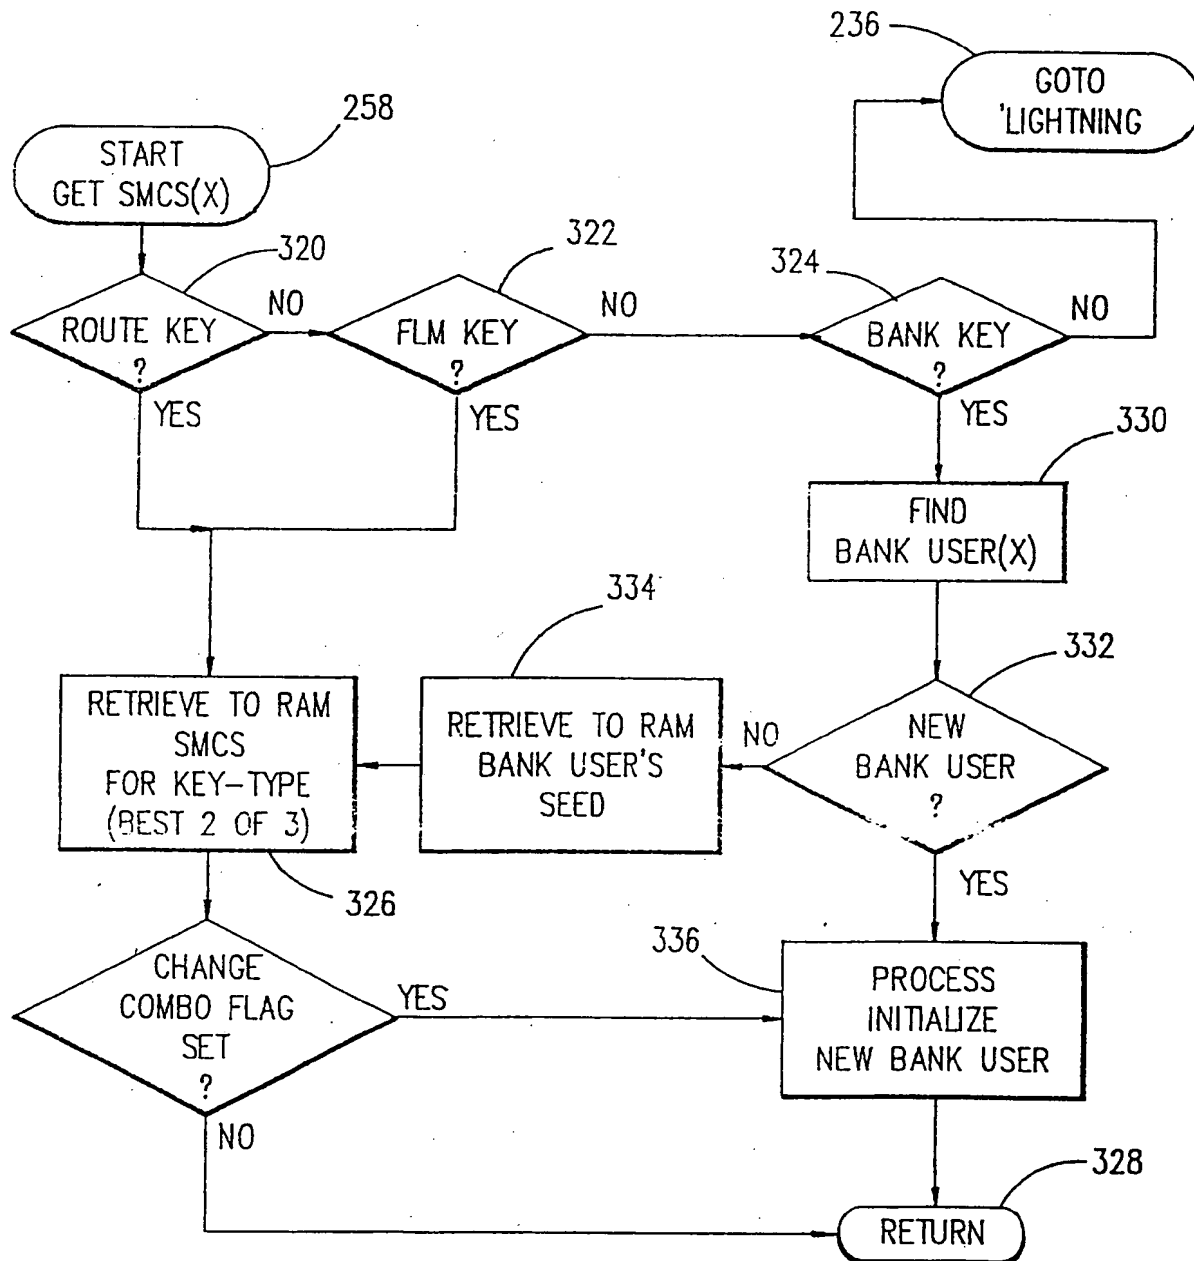 236
GOTO
'LIGHTNING
258
START
GET SMCS(X)
320
322
324
ROUTE KEY
?
NO
YES
FLM KEY
?
NO
YES
BANK KEY
?
NO
YES
330
FIND
BANK USER(X)
334
332
RETRIEVE TO RAM
SMCS
FOR KEY-TYPE
(BEST 2 OF 3)
RETRIEVE TO RAM
BANK USER'S
SEED
NO
NEW
BANK USER
?
YES
326
336
CHANGE
COMBO FLAG
SET
?
YES
NO
PROCESS
INITIALIZE
NEW BANK USER
328
RETURN